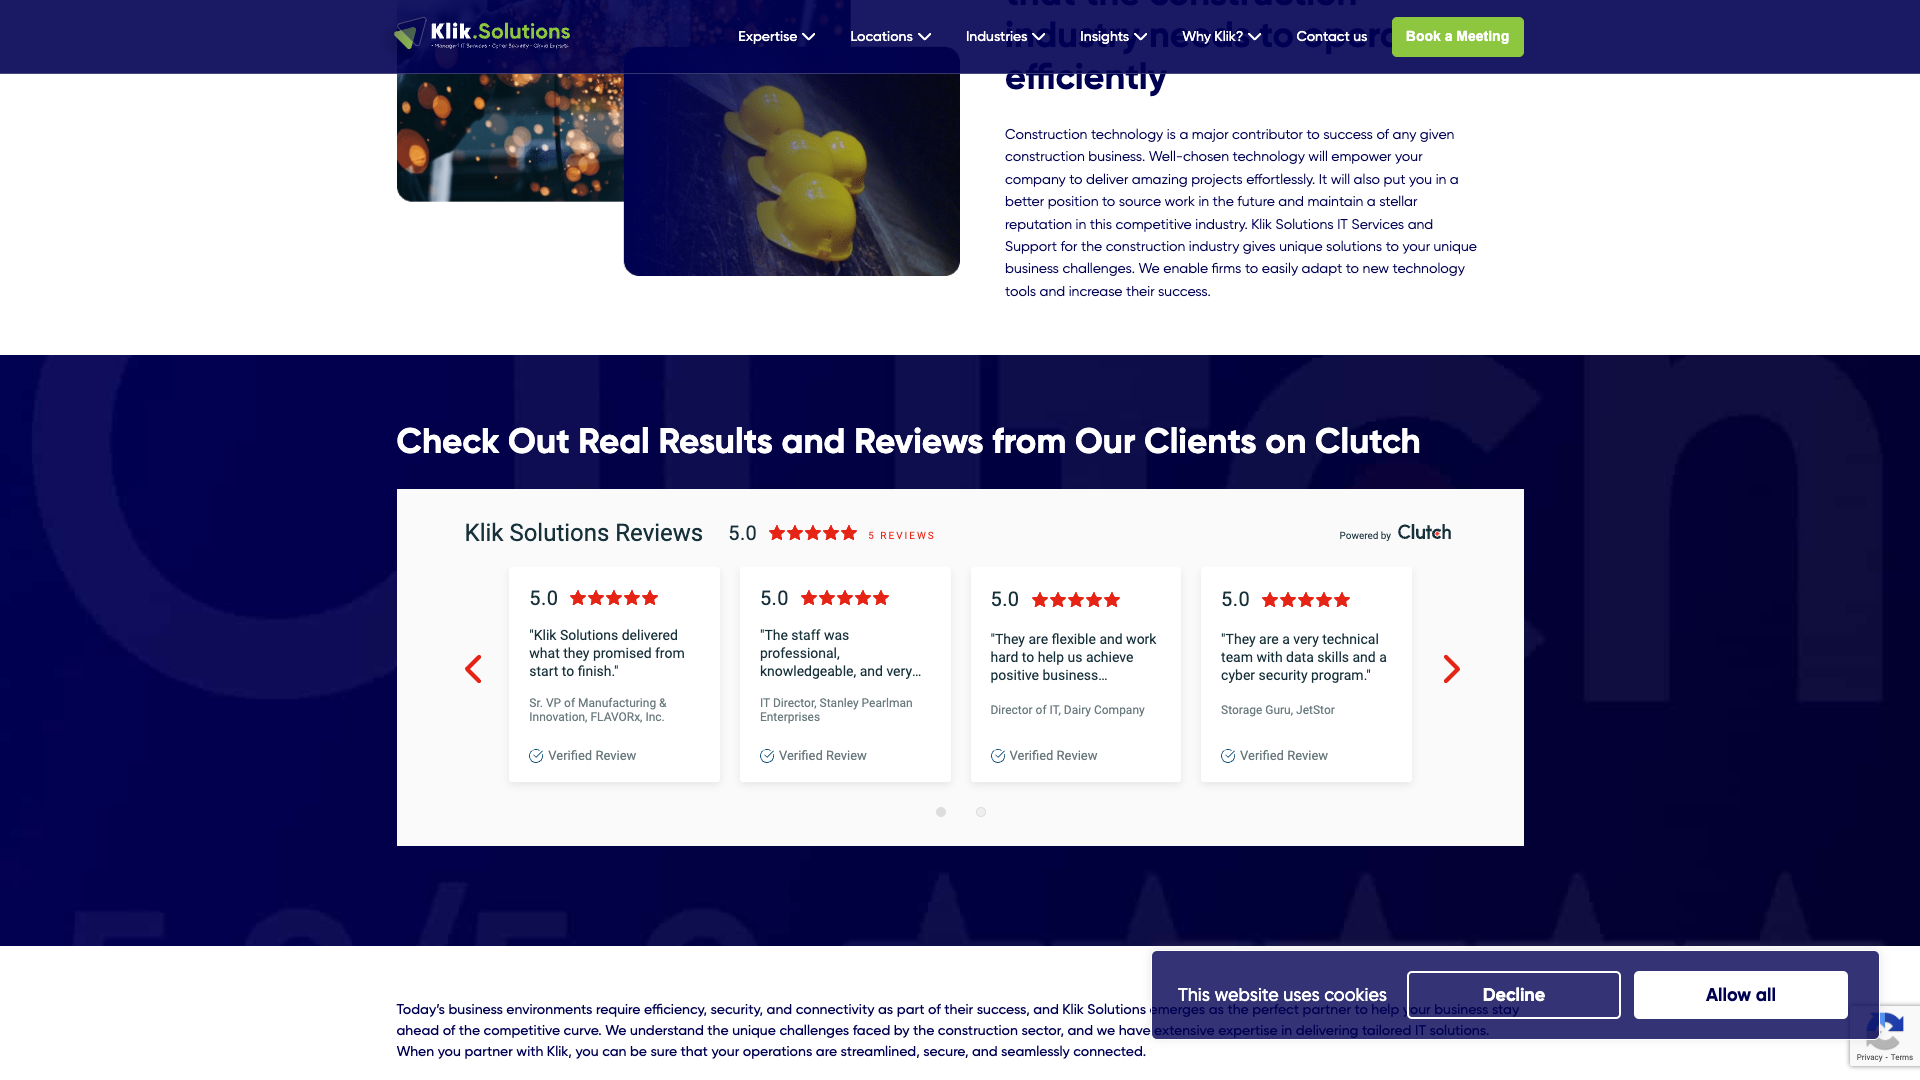 Klik.Solutions
Expertise
Locations
Industries
Insights
Why Klik?
Contact us
Book a Meeting
that the construction
industry needs to
efficiently
Construction technology is a major contributor to success of any given
construction business. Well-chosen technology will empower your
company to deliver amazing projects effortlessly. It will also put you in a
better position to source work in the future and maintain a stellar
reputation in this competitive industry. Klik Solutions IT Services and
Support for the construction industry gives unique solutions to your unique
business challenges. We enable firms to easily adapt to new technology
tools and increase their success.
Check Out Real Results and Reviews from Our Clients on Clutch
Klik Solutions Reviews
5.0
5 REVIEWS
Powered by Clutch
5.0
"Klik Solutions delivered
what they promised from
start to finish."
Sr. VP of Manufacturing &
Innovation, FLAVORx, Inc.
Verified Review
5.0
"The staff was
professional,
knowledgeable, and very...
IT Director, Stanley Pearlman
Enterprises
Verified Review
5.0
"They are flexible and work
hard to help us achieve
positive business...
Director of IT, Dairy Company
Verified Review
5.0
"They are a very technical
team with data skills and a
cyber security program."
Storage Guru, JetStor
Verified Review
Today's business environments require efficiency, security, and connectivity as part of their success, and Klik Solutions emerges as the perfect partner to help your business stay
ahead of the competitive curve. We understand the unique challenges faced by the construction sector, and we have extensive expertise in delivering tailored IT solutions.
When you partner with Klik, you can be sure that your operations are streamlined, secure, and seamlessly connected.
This website uses cookies
Decline
Allow all
Privacy - Terms